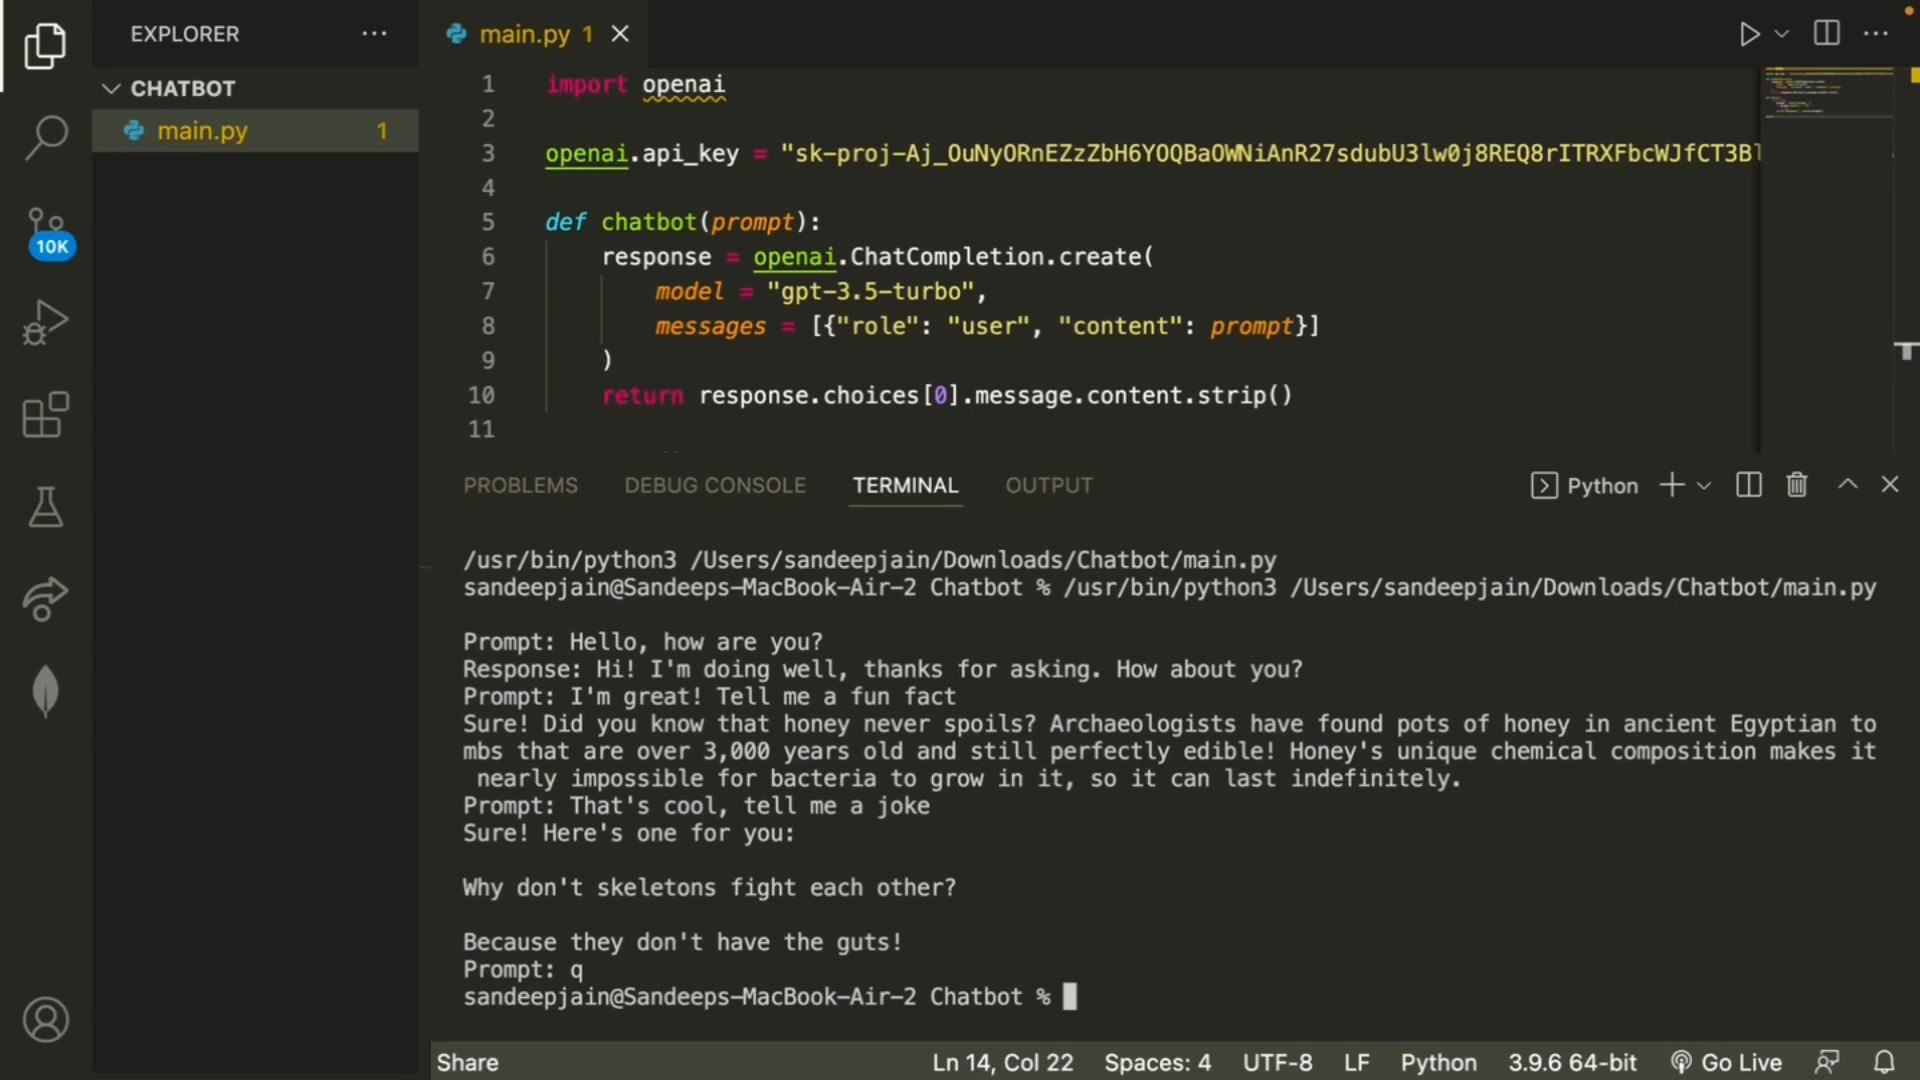 EXPLORER
CHATBOT
main.py 1
main.py 1
10K
1 import openai
2
3 openai.api_key = "sk-proj-Aj_OuNyORnEZzZbH6YOQBaOWNiAnR27sdubU3lw0j8REQ8rITRXFbcWJfCT3Bl
4
5 def chatbot(prompt):
6 response = openai.ChatCompletion.create(
7 model = "gpt-3.5-turbo",
8 messages = [{"role": "user", "content": prompt}]
9 )
10 return response.choices[0].message.content.strip()
11
PROBLEMS DEBUG CONSOLE TERMINAL OUTPUT
Python
/usr/bin/python3 /Users/sandeepjain/Downloads/Chatbot/main.py
sandeepjain@Sandeeps-MacBook-Air-2 Chatbot % /usr/bin/python3 /Users/sandeepjain/Downloads/Chatbot/main.py
Prompt: Hello, how are you?
Response: Hi! I'm doing well, thanks for asking. How about you?
Prompt: I'm great! Tell me a fun fact
Sure! Did you know that honey never spoils? Archaeologists have found pots of honey in ancient Egyptian to
mbs that are over 3,000 years old and still perfectly edible! Honey's unique chemical composition makes it
nearly impossible for bacteria to grow in it, so it can last indefinitely.
Prompt: That's cool, tell me a joke
Sure! Here's one for you:
Why don't skeletons fight each other?
Because they don't have the guts!
Prompt: q
sandeepjain@Sandeeps-MacBook-Air-2 Chatbot %
Share Ln 14, Col 22 Spaces: 4 UTF-8 LF Python 3.9.6 64-bit Go Live